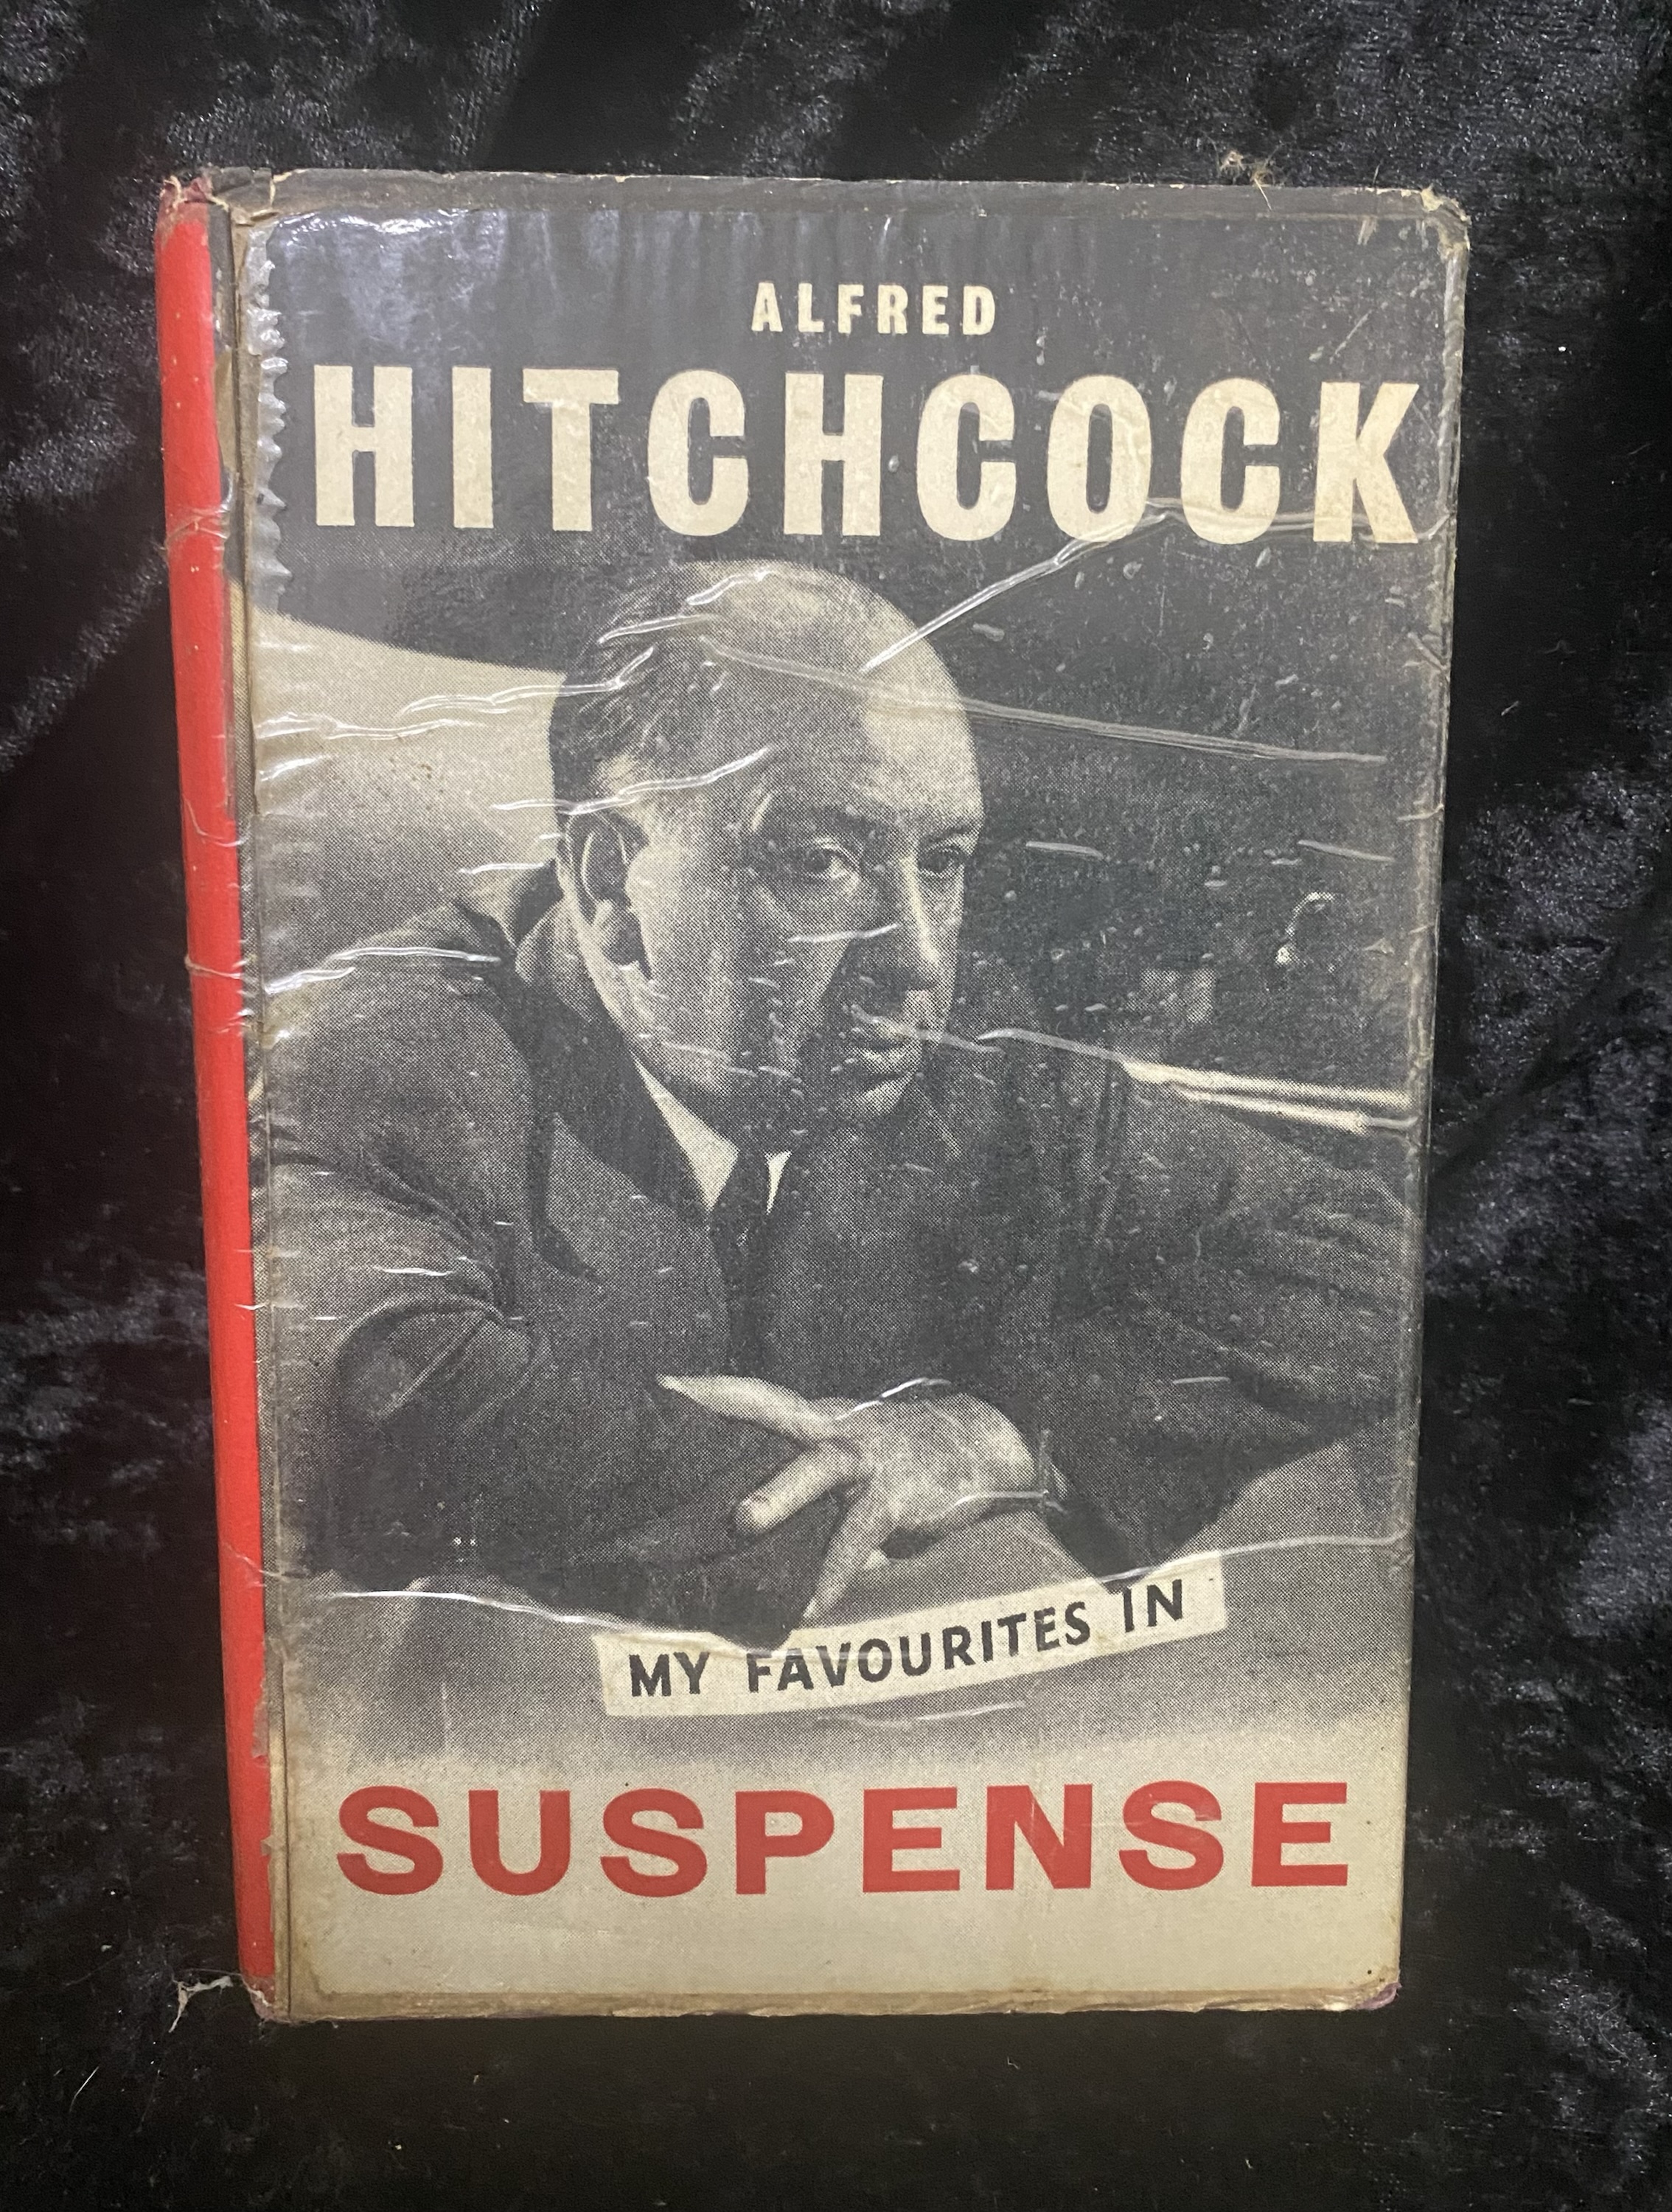 ALFRED
HITCHCOCK
MY FAVOURITES IN
SUSPENSE